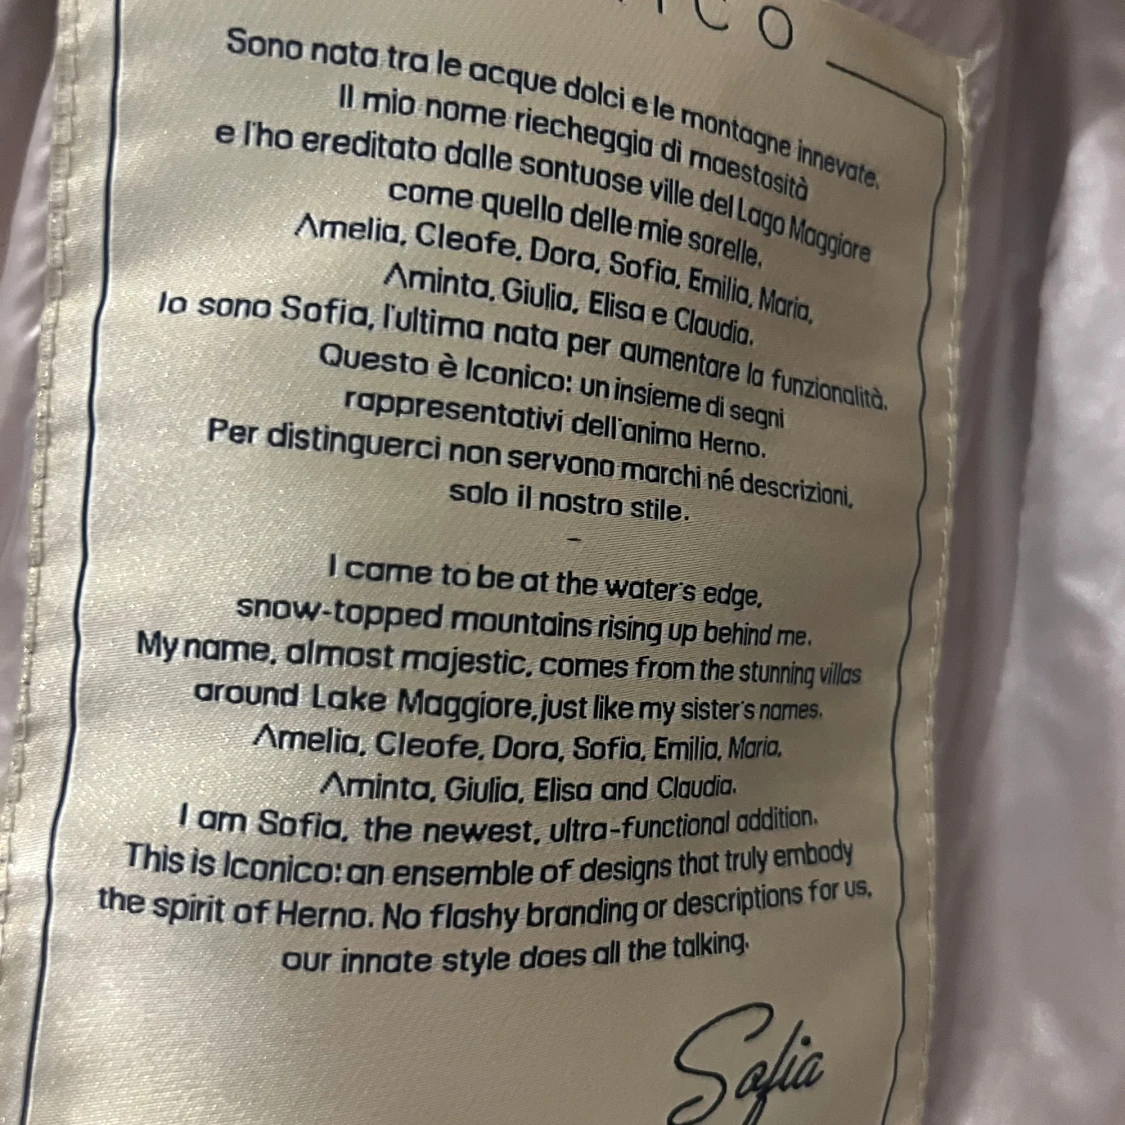 ICO
Sono nata tra le acque dolci e le montagne innevate.
Il mio nome riecheggia di maestosità
e l'ho ereditato dalle sontuose ville del Lago Maggiore
come quello delle mie sorelle.
Amelia, Cleofe, Dora, Sofia, Emilia, Maria,
Aminta, Giulia, Elisa e Claudia.
Io sono Sofia, l'ultima nata per aumentare la funzionalità.
Questo è Iconico: un insieme di segni
rappresentativi dell'anima Herno.
Per distinguerci non servono marchi né descrizioni,
solo il nostro stile.
–
I came to be at the water's edge,
snow-topped mountains rising up behind me.
My name, almost majestic, comes from the stunning villas
around Lake Maggiore, just like my sister's names.
Amelia, Cleofe, Dora, Sofia, Emilia, Maria,
Aminta, Giulia, Elisa and Claudia.
I am Sofia, the newest, ultra-functional addition.
This is Iconico: an ensemble of designs that truly embody
the spirit of Herno. No flashy branding or descriptions for us,
our innate style does all the talking.
Sofia